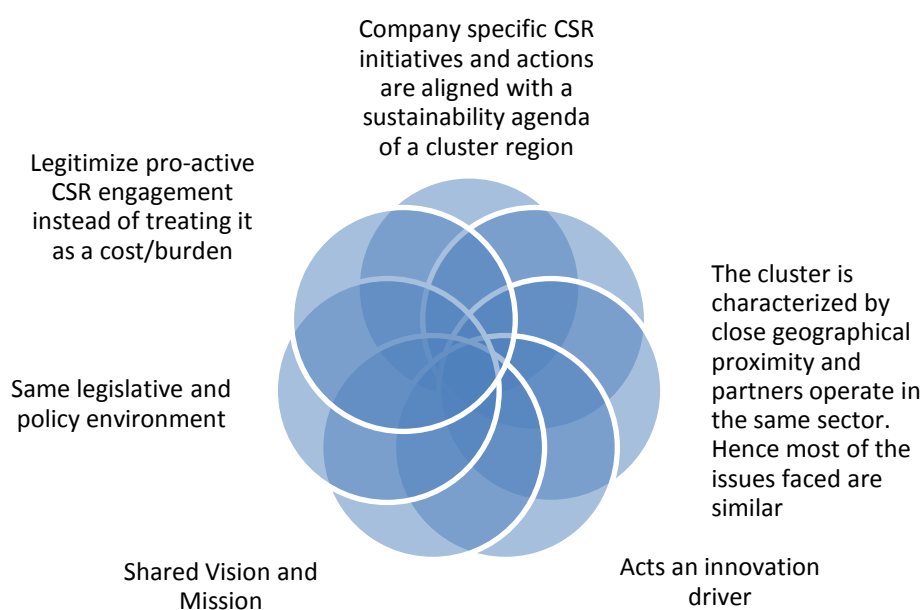 Company specific CSR
initiatives and actions
are aligned with a
sustainability agenda
of a cluster region
Legitimize pro-active
CSR engagement
instead of treating it
as a cost/burden
The cluster is
characterized by
close geographical
proximity and
partners operate in
the same sector.
Hence most of the
issues faced are
similar
Same legislative and
policy environment
Shared Vision and
Mission
Acts an innovation
driver